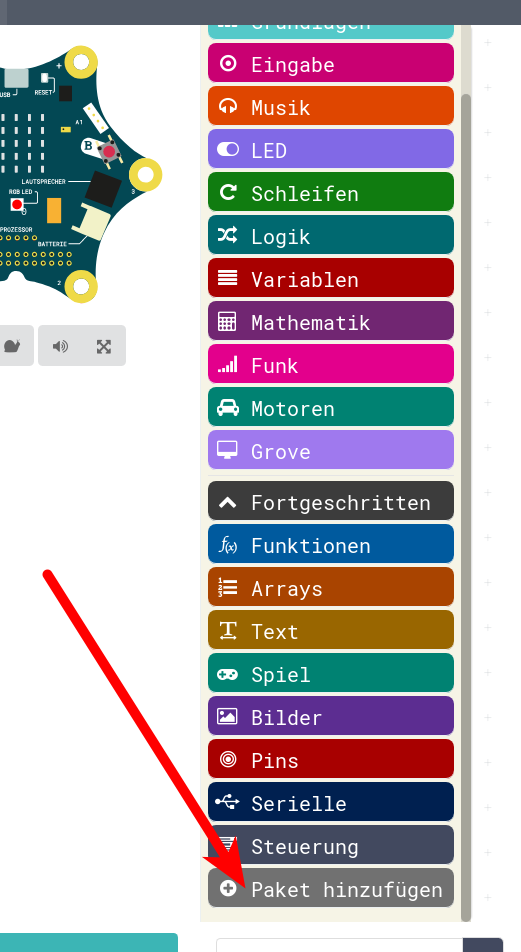 Grundlagen
USB
RESET
A1
B
LAUTSPRECHER
3
RGB LED
0
PROZESSOR
BATTERIE
2
Eingabe
Musik
LED
Schleifen
Logik
Variablen
Mathematik
Funk
Motoren
Grove
Fortgeschritten
Funktionen
Arrays
Text
Spiel
Bilder
Pins
Serielle
Steuerung
Paket hinzufügen